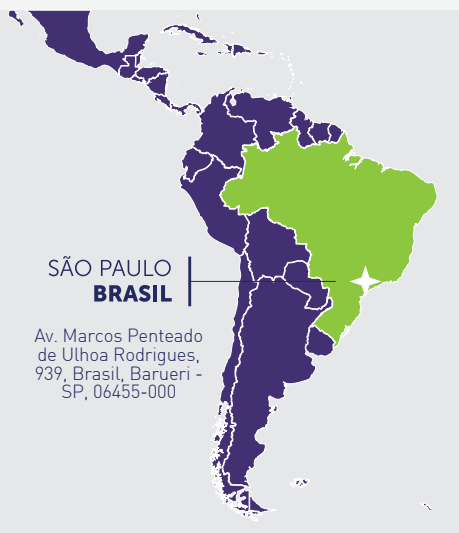 SÃO PAULO
BRASIL
Av. Marcos Penteado
de Ulhoa Rodrigues,
939, Brasil, Barueri -
SP, 06455-000